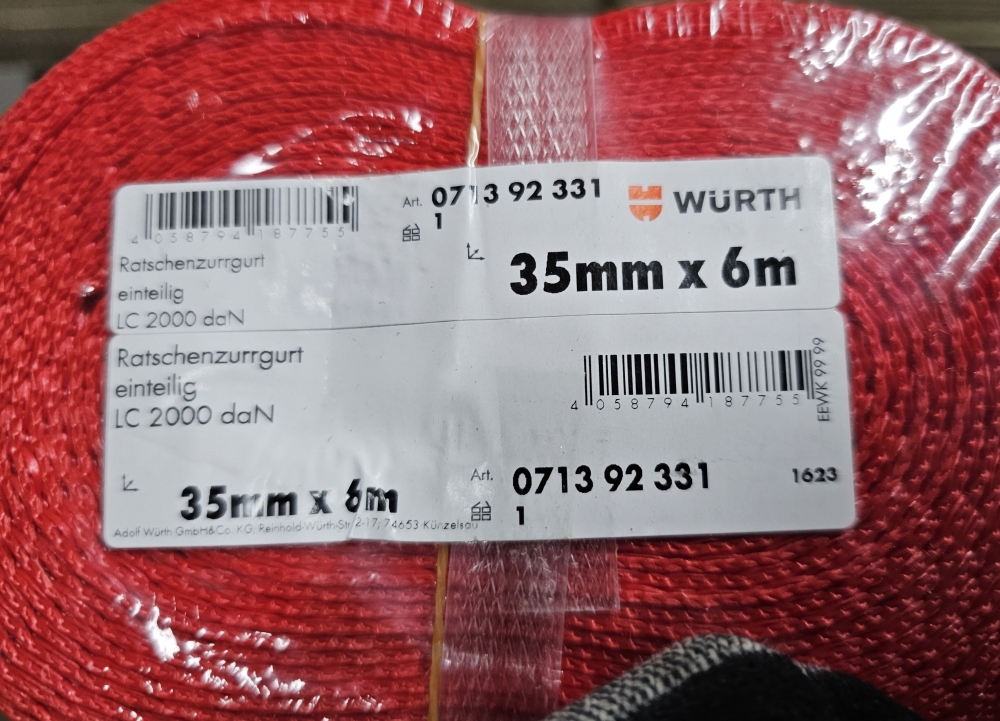 4 058794 187755
Art. 0713 92 331
1
WÜRTH
Ratschenzurrgurt
einteilig
LC 2000 daN
35mm x 6m
Ratschenzurrgurt
einteilig
LC 2000 daN
4 058794 187755
EEWK 99 99
35mm x 6m
Art. 0713 92 331
1
1623
Adolf Würth GmbH&Co. KG, Reinhold-Würth-Str. 12-17, 74653 Künzelsau